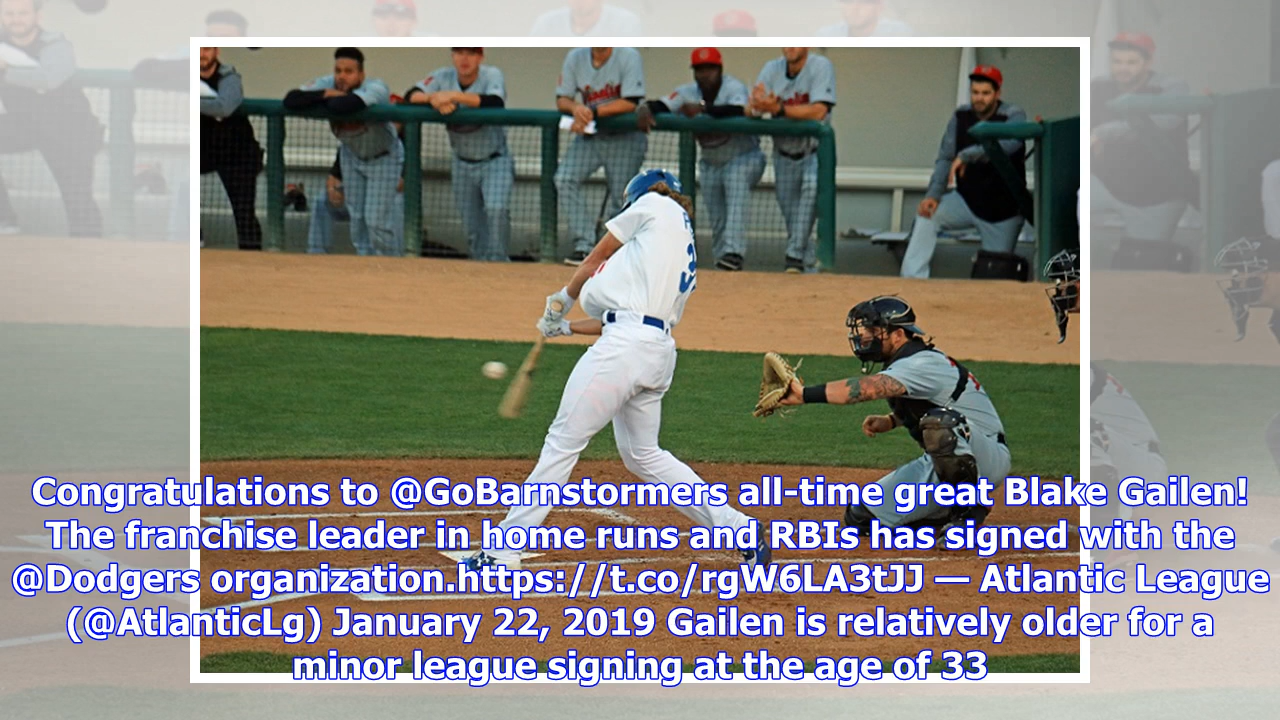 Congratulations to @GoBarnstormers all-time great Blake Gailen!
The franchise leader in home runs and RBIs has signed with the
@Dodgers organization.https://t.co/rgW6LA3tJJ — Atlantic League
(@AtlanticLg) January 22, 2019 Gailen is relatively older for a
minor league signing at the age of 33